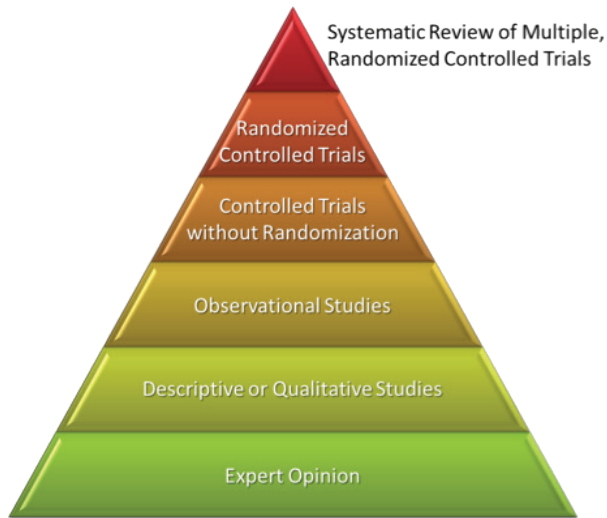 Systematic Review of Multiple,
Randomized Controlled Trials
Randomized
Controlled Trials
Controlled Trials
without Randomization
Observational Studies
Descriptive or Qualitative Studies
Expert Opinion